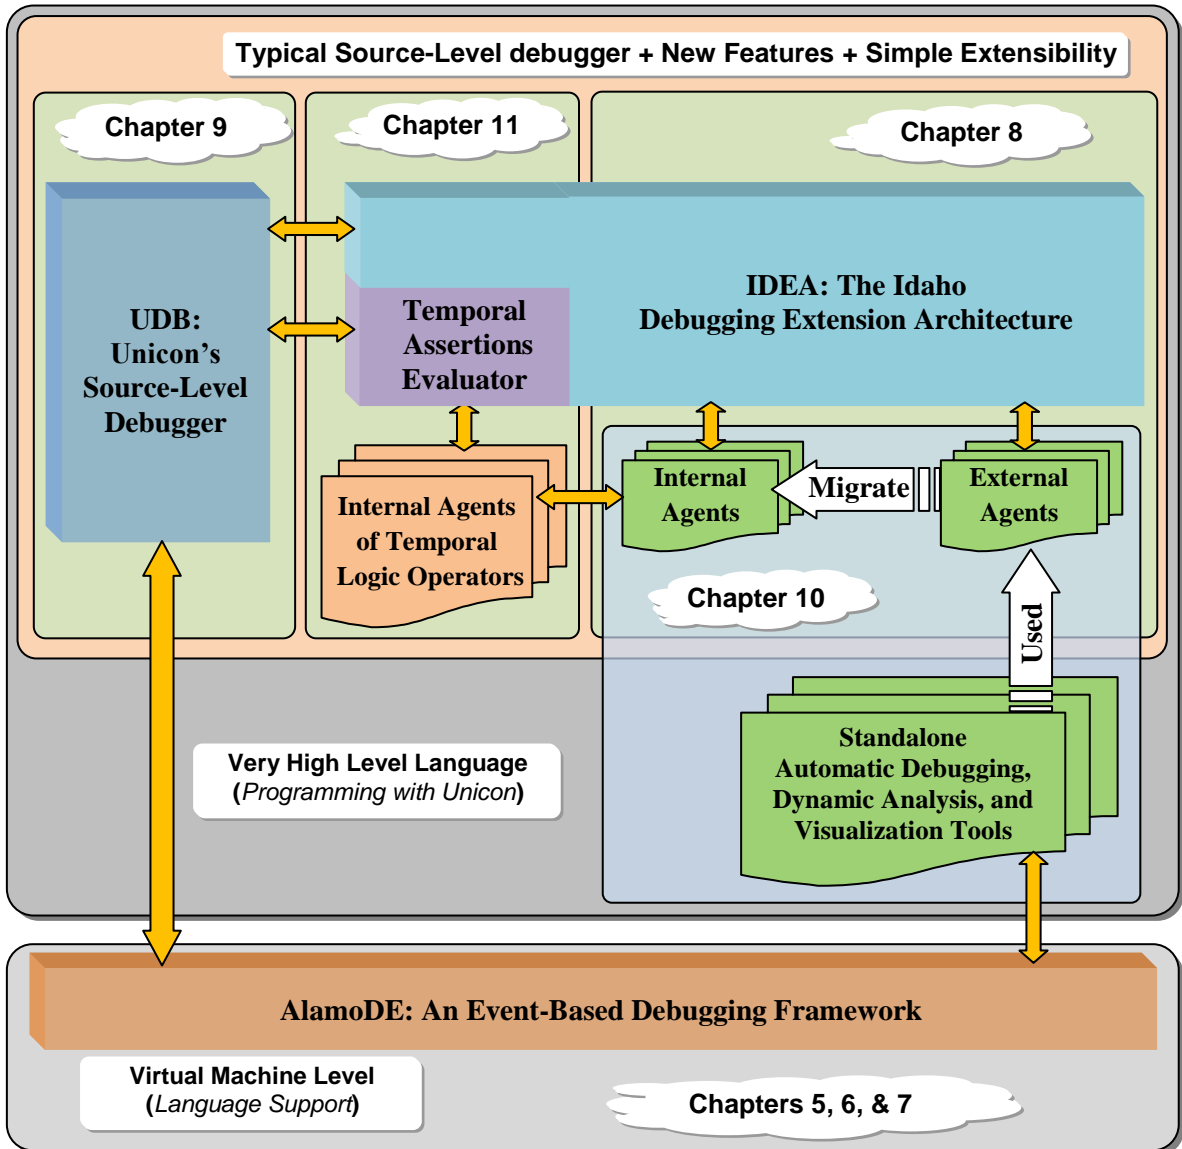 Typical Source-Level debugger + New Features + Simple Extensibility
Chapter 9
Chapter 11
Chapter 8
UDB:
Unicon’s
Source-Level
Debugger
Temporal
Assertions
Evaluator
IDEA: The Idaho
Debugging Extension Architecture
Internal Agents
of Temporal
Logic Operators
Internal
Agents
Migrate
External
Agents
Chapter 10
Used
Standalone
Automatic Debugging,
Dynamic Analysis, and
Visualization Tools
Very High Level Language
(Programming with Unicon)
AlamoDE: An Event-Based Debugging Framework
Virtual Machine Level
(Language Support)
Chapters 5, 6, & 7